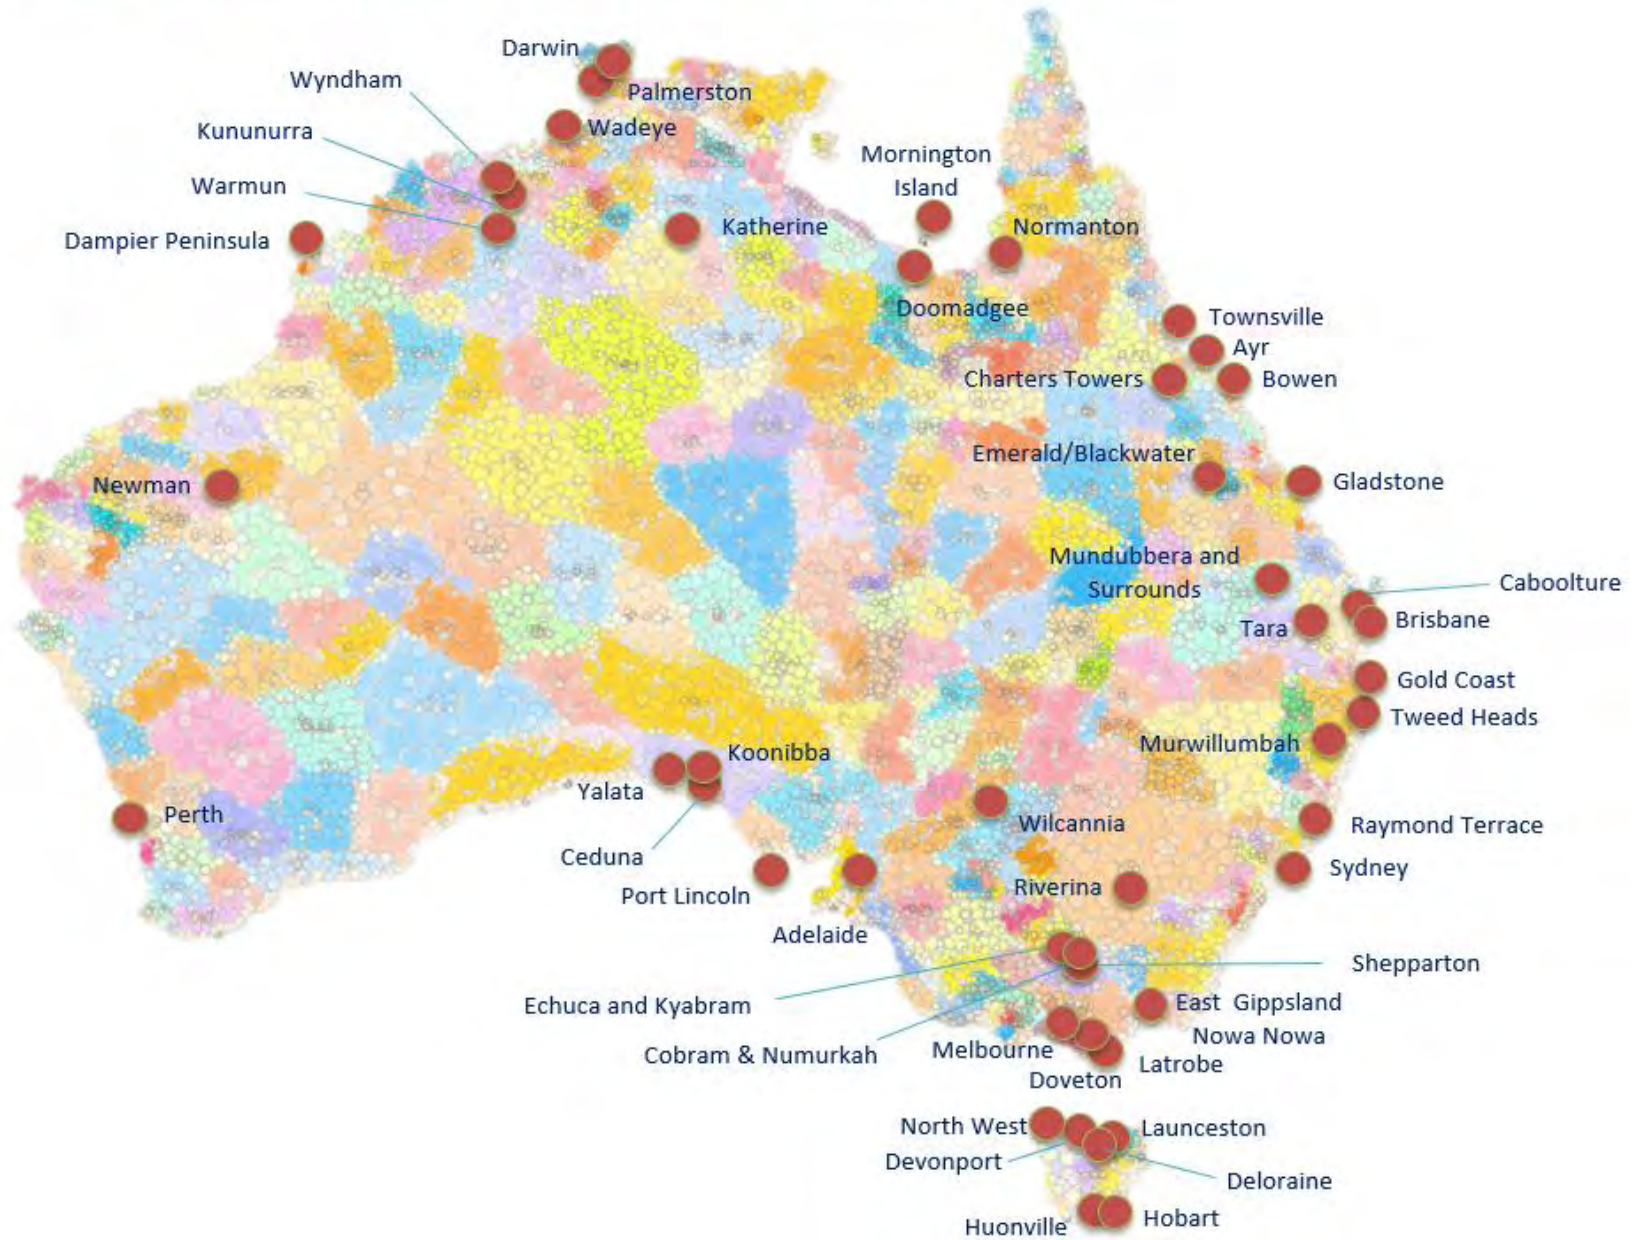 Darwin
Wyndham
Palmerston
Kununurra
Wadeye
Mornington
Island
Warmun
Dampier Peninsula
Katherine
Normanton
Doomadgee
Townsville
Ayr
Charters Towers
Bowen
Emerald/Blackwater
Newman
Gladstone
Mundubbera and
Surrounds
Caboolture
Tara
Brisbane
Gold Coast
Tweed Heads
Murwillumbah
Koonibba
Yalata
Perth
Wilcannia
Raymond Terrace
Ceduna
Sydney
Port Lincoln
Riverina
Adelaide
Shepparton
Echuca and Kyabram
East Gippsland
Nowa Nowa
Cobram & Numurkah
Melbourne
Latrobe
Doveton
North West
Launceston
Devonport
Deloraine
Huonville
Hobart